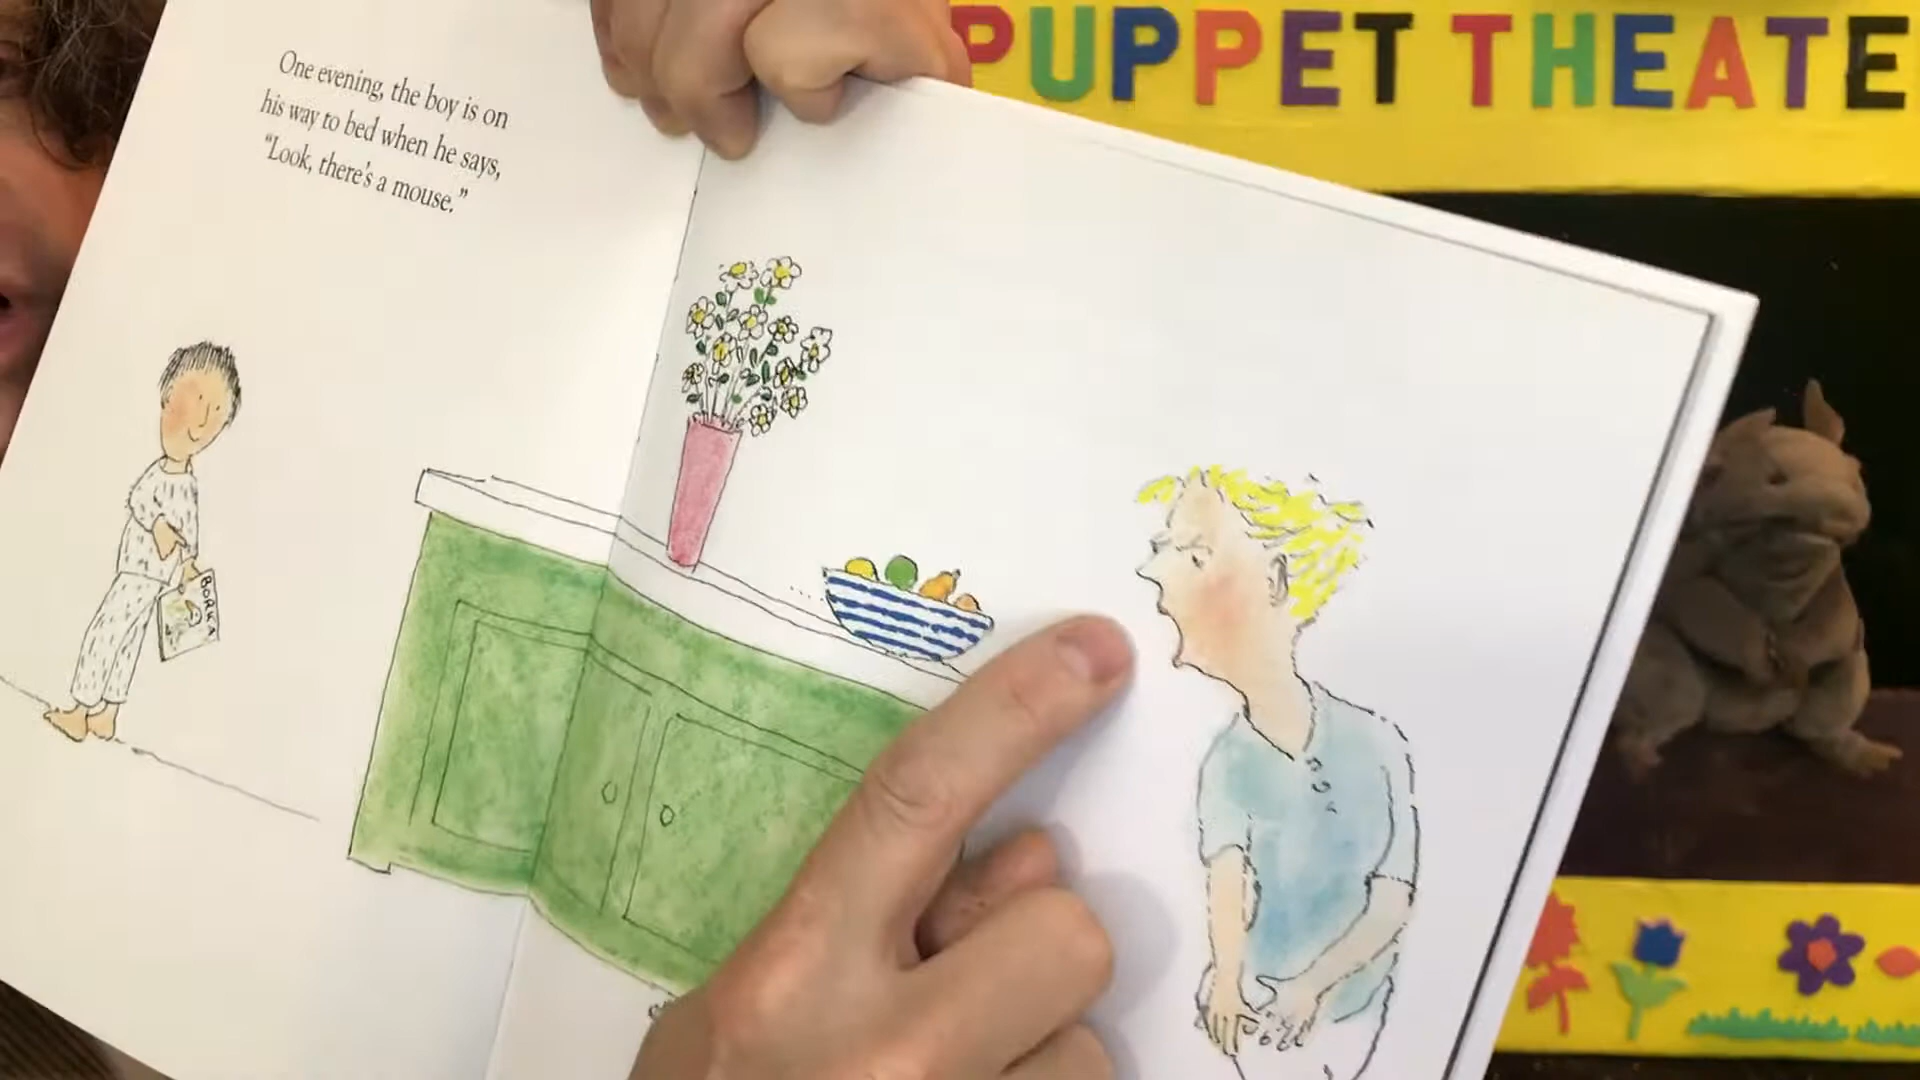 One evening, the boy is on
his way to bed when he says,
"Look, there's a mouse."
BORKA
PUPPET THEATE